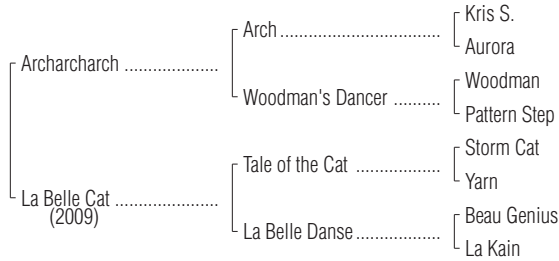 Kris S.
Arch
Aurora
Archarcharch
Woodman
Woodman's Dancer
Pattern Step
Storm Cat
Tale of the Cat
Yarn
La Belle Cat
(2009)
Beau Genius
La Belle Danse
La Kain